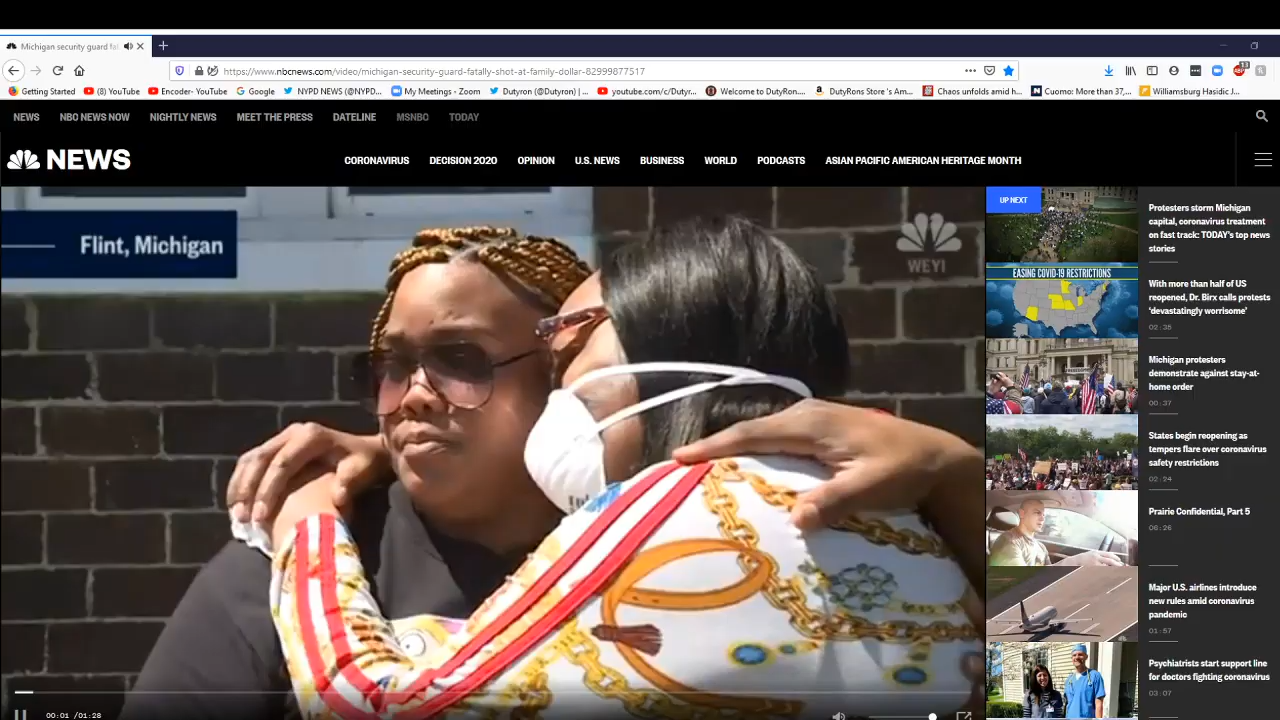 Michigan security guard fat
https://www.nbcnews.com/video/michigan-security-guard-fatally-shot-at-family-dollar-82999877517
13
Getting Started
(8) YouTube
Encoder- YouTube
Google
NYPD NEWS (@NYPD...
My Meetings - Zoom
Dutyron (@Dutyron) | ...
youtube.com/c/Dutyr...
Welcome to DutyRon....
DutyRons Store 's Am...
Chaos unfolds amid h...
Cuomo: More than 37,...
Williamsburg Hasidic J...
NEWS
NBC NEWS NOW
NIGHTLY NEWS
MEET THE PRESS
DATELINE
MSNBC
TODAY
NEWS
CORONAVIRUS
DECISION 2020
OPINION
U.S. NEWS
BUSINESS
WORLD
PODCASTS
ASIAN PACIFIC AMERICAN HERITAGE MONTH
Flint, Michigan
WEYI
00:01 /01:28
UP NEXT
Protesters storm Michigan
capital, coronavirus treatment
on fast track: TODAY's top news
stories
EASING COVID-19 RESTRICTIONS
With more than half of US
reopened, Dr. Birx calls protests
'devastatingly worrisome'
02:35
Michigan protesters
demonstrate against stay-at-
home order
00:37
States begin reopening as
tempers flare over coronavirus
safety restrictions
02:24
Prairie Confidential, Part 5
06:26
Major U.S. airlines introduce
new rules amid coronavirus
pandemic
01:57
Psychiatrists start support line
for doctors fighting coronavirus
03:07